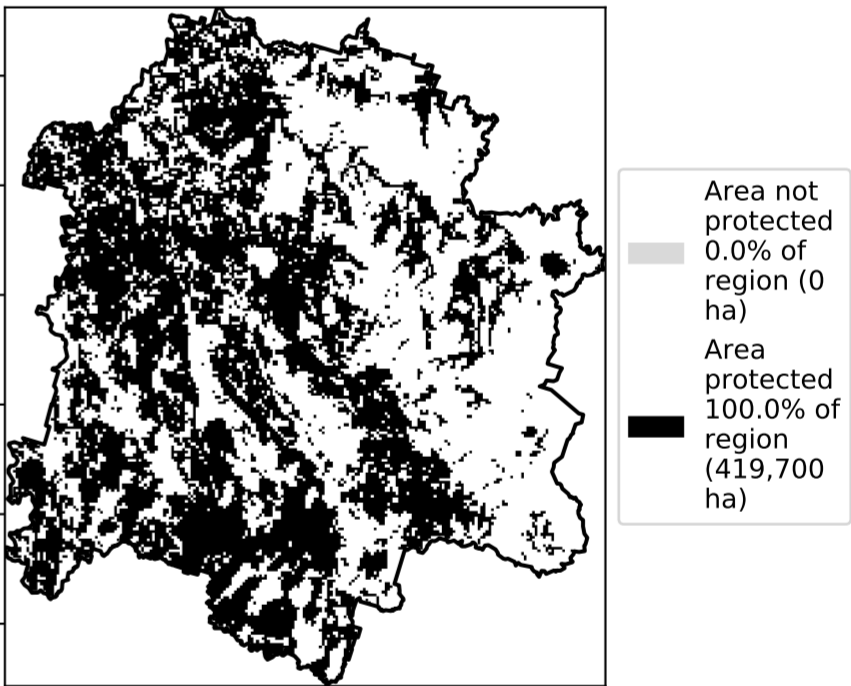 Area not
protected
0.0% of
region (0
ha)
Area
protected
100.0% of
region
(419,700
ha)